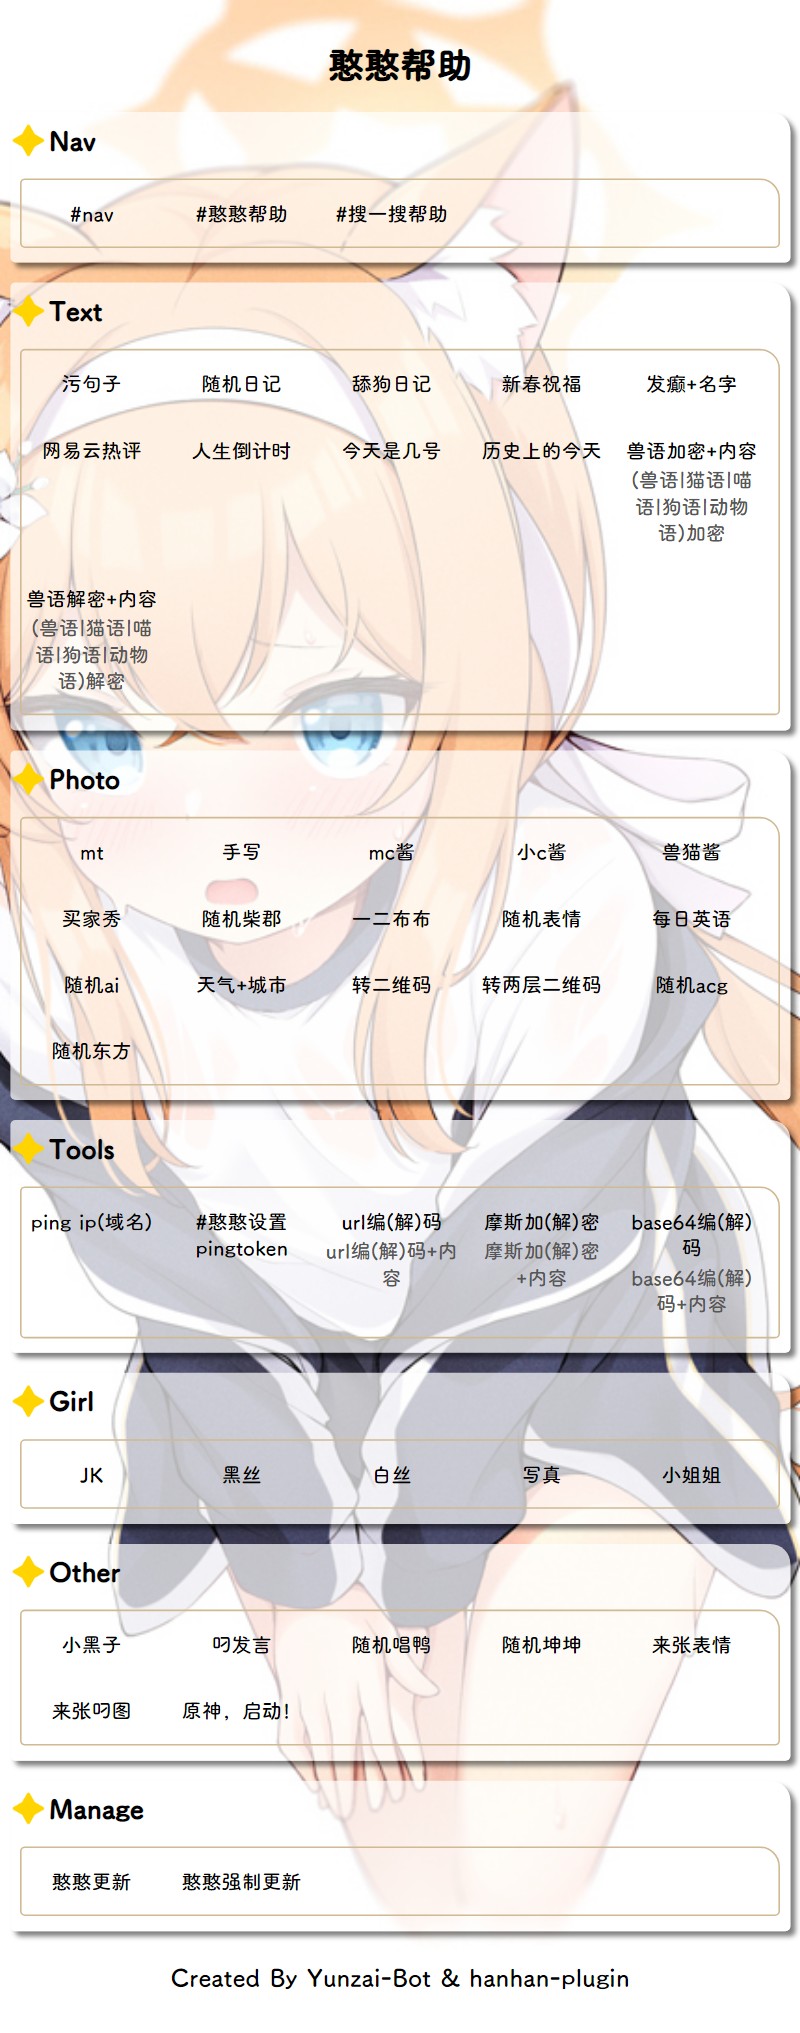 憨憨帮助
Nav
#nav #憨憨帮助 #搜一搜帮助
Text
污句子 随机日记 舔狗日记 新春祝福 发癫+名字
网易云热评 人生倒计时 今天是几号 历史上的今天 兽语加密+内容
(兽语|猫语|喵
语|狗语|动物
语)加密
兽语解密+内容
(兽语|猫语|喵
语|狗语|动物
语)解密
Photo
mt 手写 mc酱 小c酱 兽猫酱
买家秀 随机柴郡 一二布布 随机表情 每日英语
随机ai 天气+城市 转二维码 转两层二维码 随机acg
随机东方
Tools
ping ip(域名)
#憨憨设置
pingtoken
url编(解)码
url编(解)码+内
容
摩斯加(解)密
摩斯加(解)密
+内容
base64编(解)
码
base64编(解)
码+内容
Girl
JK 黑丝 白丝 写真 小姐姐
Other
小黑子 叼发言 随机唱鸭 随机坤坤 来张表情
来张叼图 原神，启动！
Manage
憨憨更新 憨憨强制更新
Created By Yunzai-Bot & hanhan-plugin